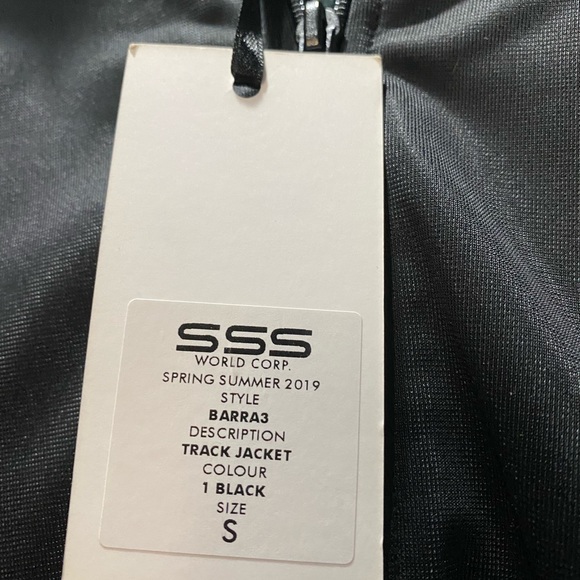 SSS
WORLD CORP.
SPRING SUMMER 2019
STYLE
BARRA3
DESCRIPTION
TRACK JACKET
COLOUR
1 BLACK
SIZE
S